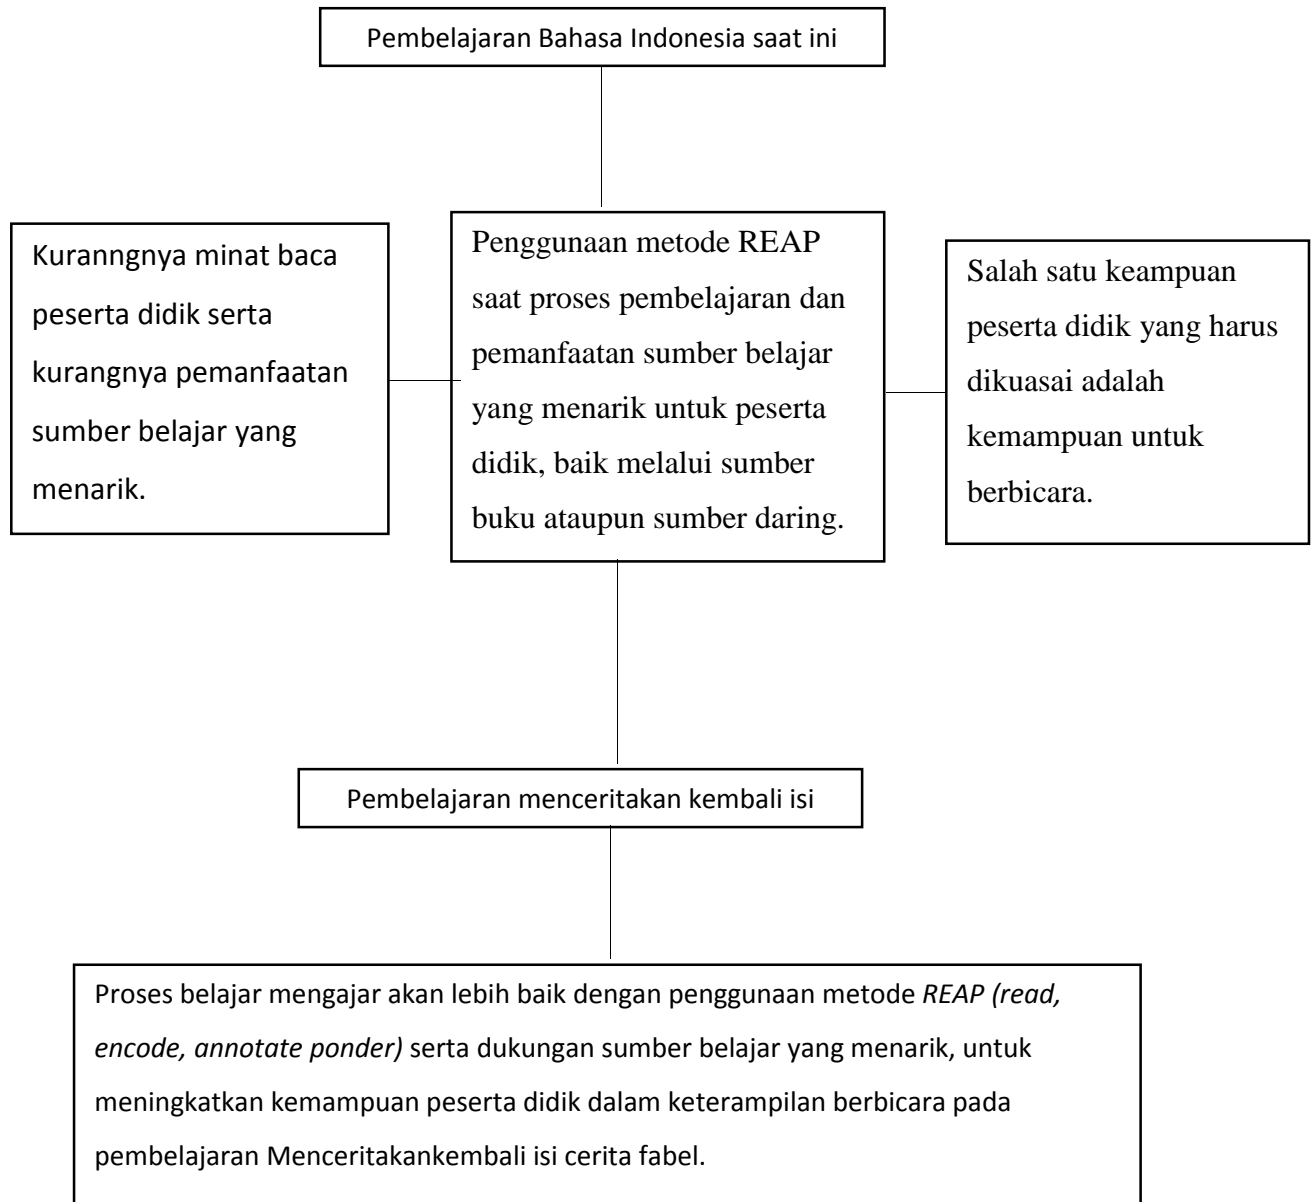 Pembelajaran Bahasa Indonesia saat ini
Kuranngnya minat baca
peserta didik serta
kurangnya pemanfaatan
sumber belajar yang
menarik.
Penggunaan metode REAP
saat proses pembelajaran dan
pemanfaatan sumber belajar
yang menarik untuk peserta
didik, baik melalui sumber
buku ataupun sumber daring.
Salah satu keampuan
peserta didik yang harus
dikuasai adalah
kemampuan untuk
berbicara.
Pembelajaran menceritakan kembali isi
Proses belajar mengajar akan lebih baik dengan penggunaan metode REAP (read,
encode, annotate ponder) serta dukungan sumber belajar yang menarik, untuk
meningkatkan kemampuan peserta didik dalam keterampilan berbicara pada
pembelajaran Menceritakankembali isi cerita fabel.